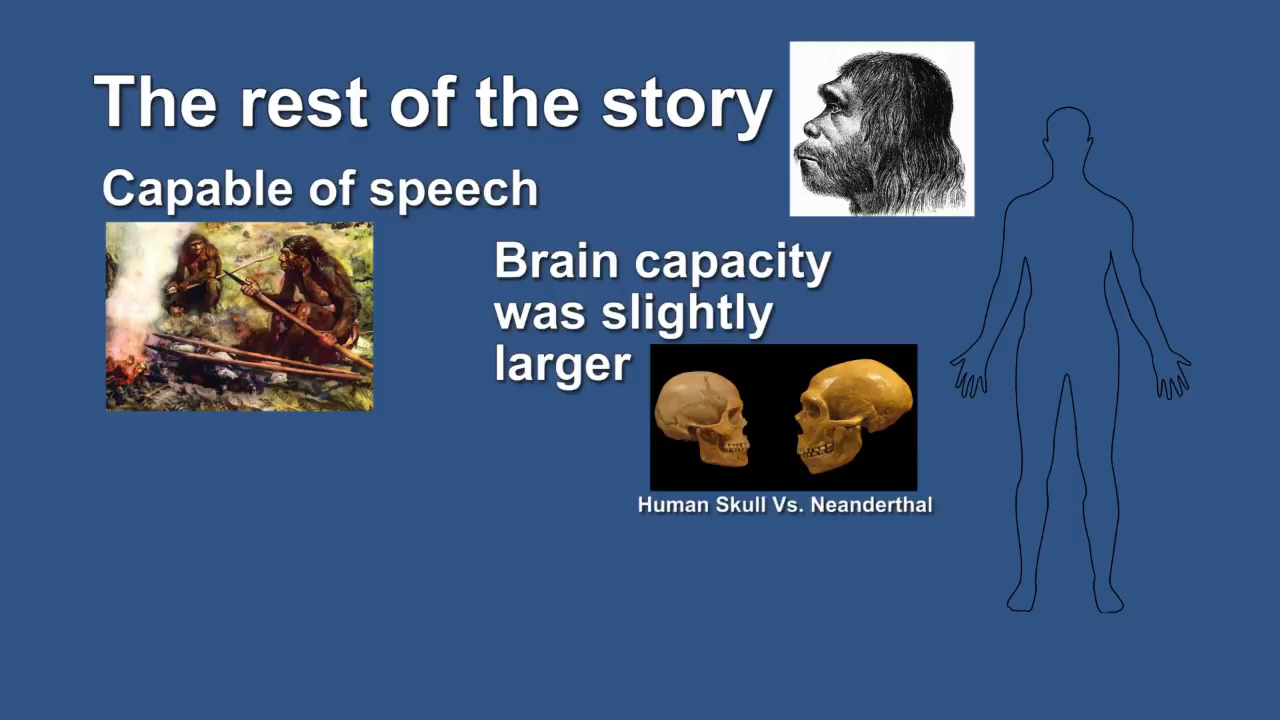 The rest of the story
Capable of speech
Brain capacity
was slightly
larger
Human Skull Vs. Neanderthal